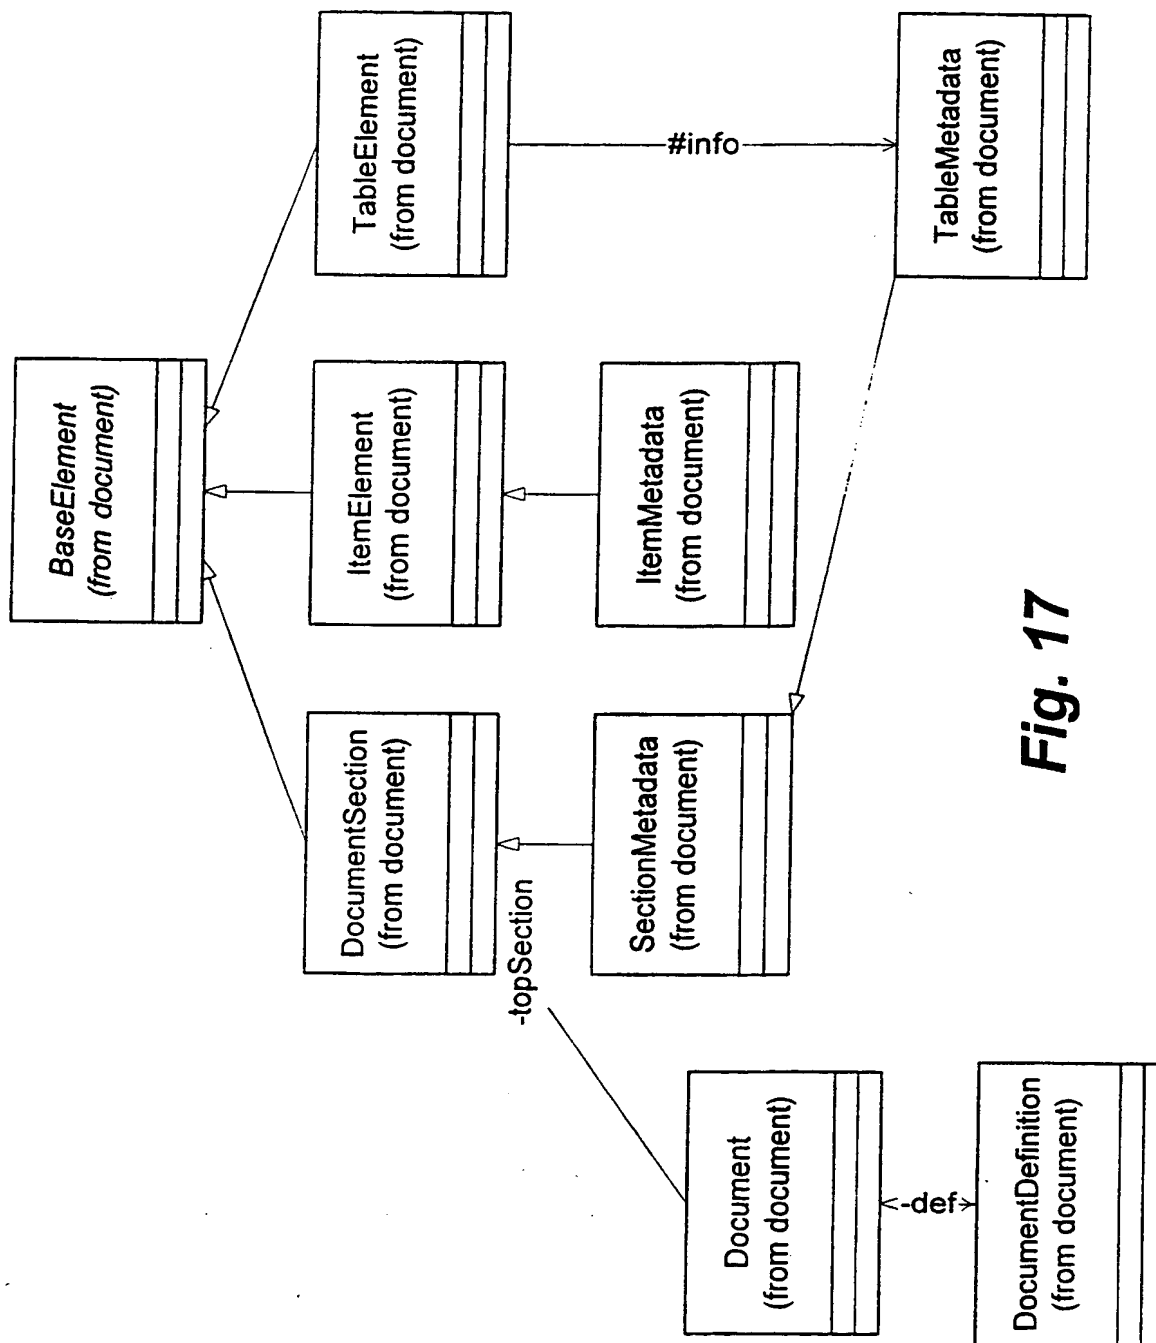 BaseElement
(from document)
DocumentSection
(from document)
ItemElement
(from document)
TableElement
(from document)
-topSection
#info
SectionMetadata
(from document)
ItemMetadata
(from document)
Document
(from document)
TableMetadata
(from document)
-def
DocumentDefinition
(from document)
Fig. 17